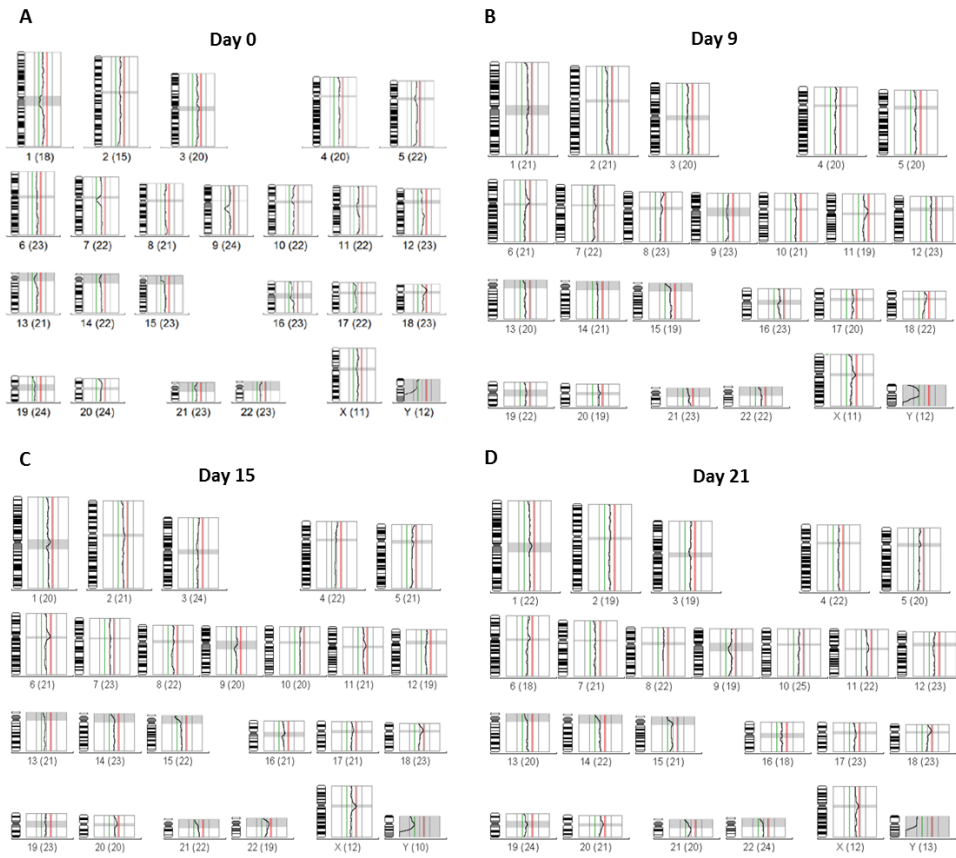 A
Day 0
1 (18) 2 (15) 3 (20) 4 (20) 5 (22)
6 (23) 7 (22) 8 (21) 9 (24) 10 (22) 11 (22) 12 (23)
13 (21) 14 (22) 15 (23) 16 (23) 17 (22) 18 (23)
19 (24) 20 (24) 21 (23) 22 (23) X (11) Y (12)
B
Day 9
1 (21) 2 (21) 3 (20) 4 (20) 5 (20)
6 (21) 7 (22) 8 (23) 9 (23) 10 (21) 11 (19) 12 (23)
13 (20) 14 (21) 15 (19) 16 (23) 17 (20) 18 (22)
19 (22) 20 (19) 21 (23) 22 (22) X (11) Y (12)
C
Day 15
1 (20) 2 (21) 3 (24) 4 (22) 5 (21)
6 (21) 7 (23) 8 (22) 9 (20) 10 (20) 11 (21) 12 (19)
13 (21) 14 (23) 15 (22) 16 (21) 17 (21) 18 (23)
19 (23) 20 (20) 21 (22) 22 (19) X (12) Y (10)
D
Day 21
1 (22) 2 (19) 3 (19) 4 (22) 5 (20)
6 (18) 7 (21) 8 (22) 9 (19) 10 (25) 11 (22) 12 (23)
13 (20) 14 (22) 15 (21) 16 (18) 17 (23) 18 (23)
19 (24) 20 (21) 21 (20) 22 (24) X (12) Y (13)